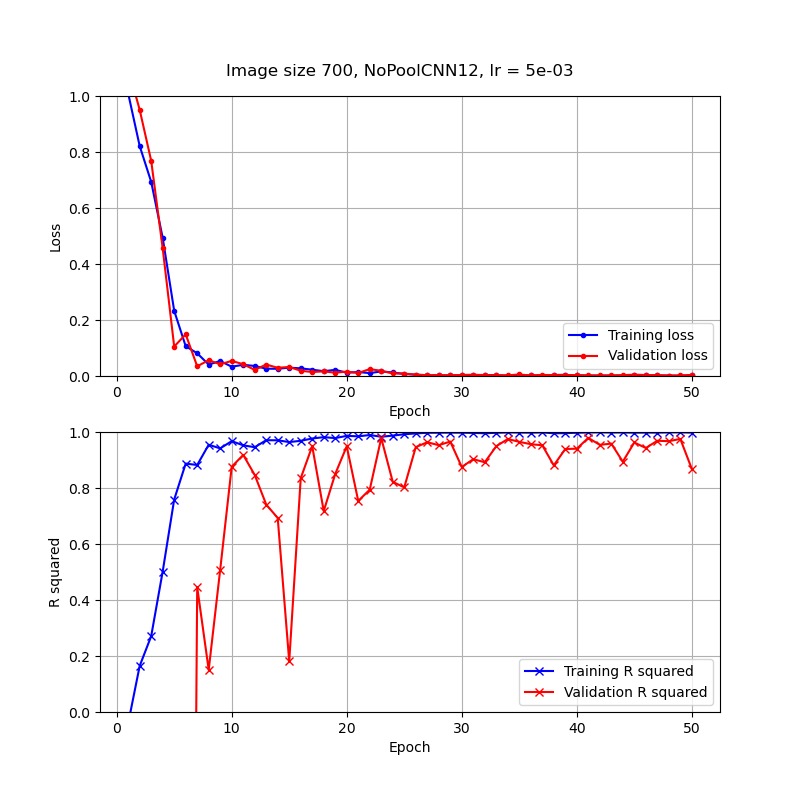 Image size 700, NoPoolCNN12, lr = 5e-03
1.0
0.8
0.6
0.4
0.2
0.0
Loss
Training loss
Validation loss
0 10 20 30 40 50
Epoch
1.0
0.8
0.6
0.4
0.2
0.0
R squared
Training R squared
Validation R squared
0 10 20 30 40 50
Epoch